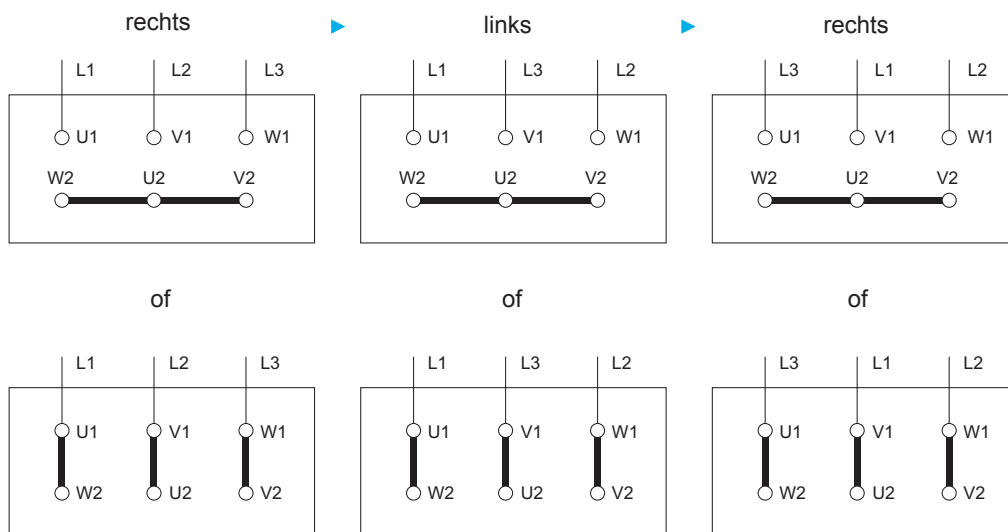 rechts ► links ► rechts
L1 L2 L3 L1 L3 L2 L3 L1 L2
U1 V1 W1 U1 V1 W1 U1 V1 W1
W2 U2 V2 W2 U2 V2 W2 U2 V2
of of of
L1 L2 L3 L1 L3 L2 L3 L1 L2
U1 V1 W1 U1 V1 W1 U1 V1 W1
W2 U2 V2 W2 U2 V2 W2 U2 V2